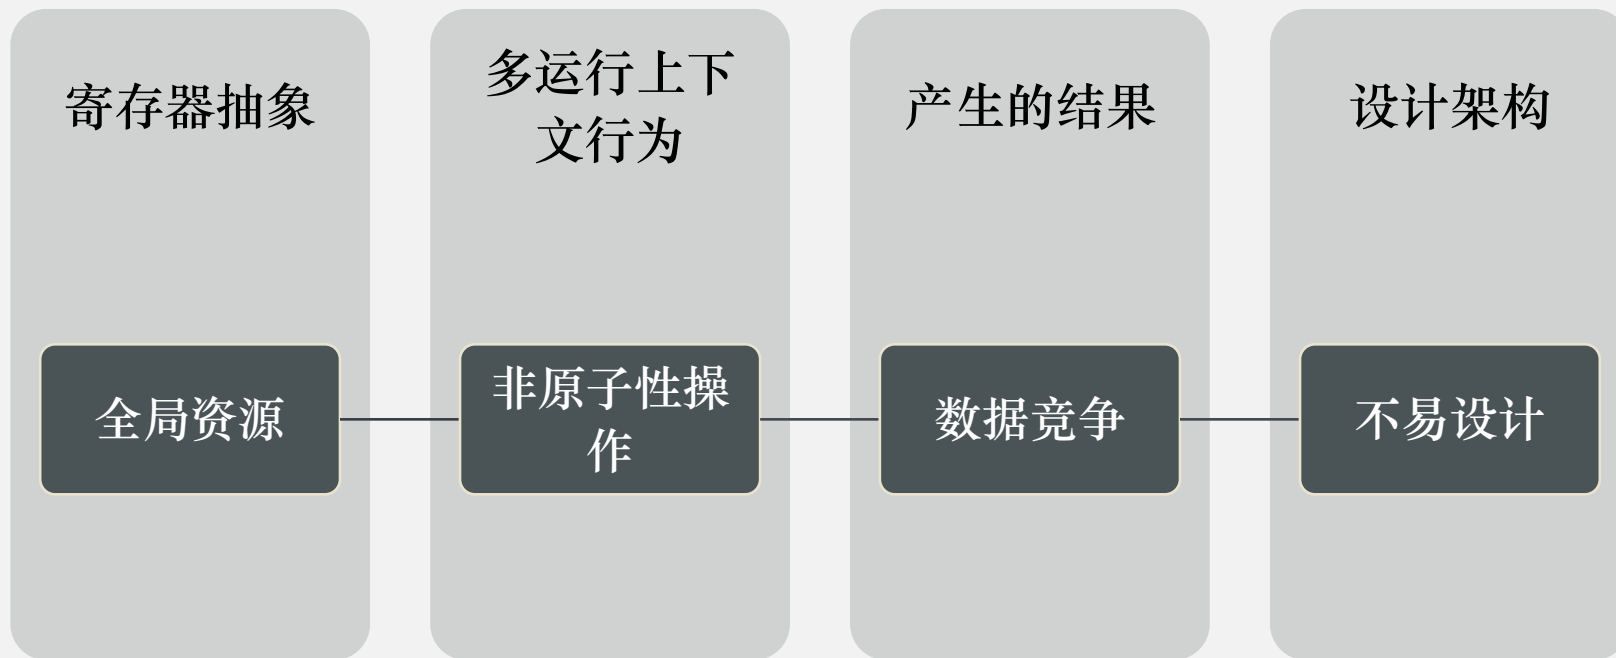 寄存器抽象
多运行上下
文行为
产生的结果
设计架构
全局资源
非原子性操
作
数据竞争
不易设计